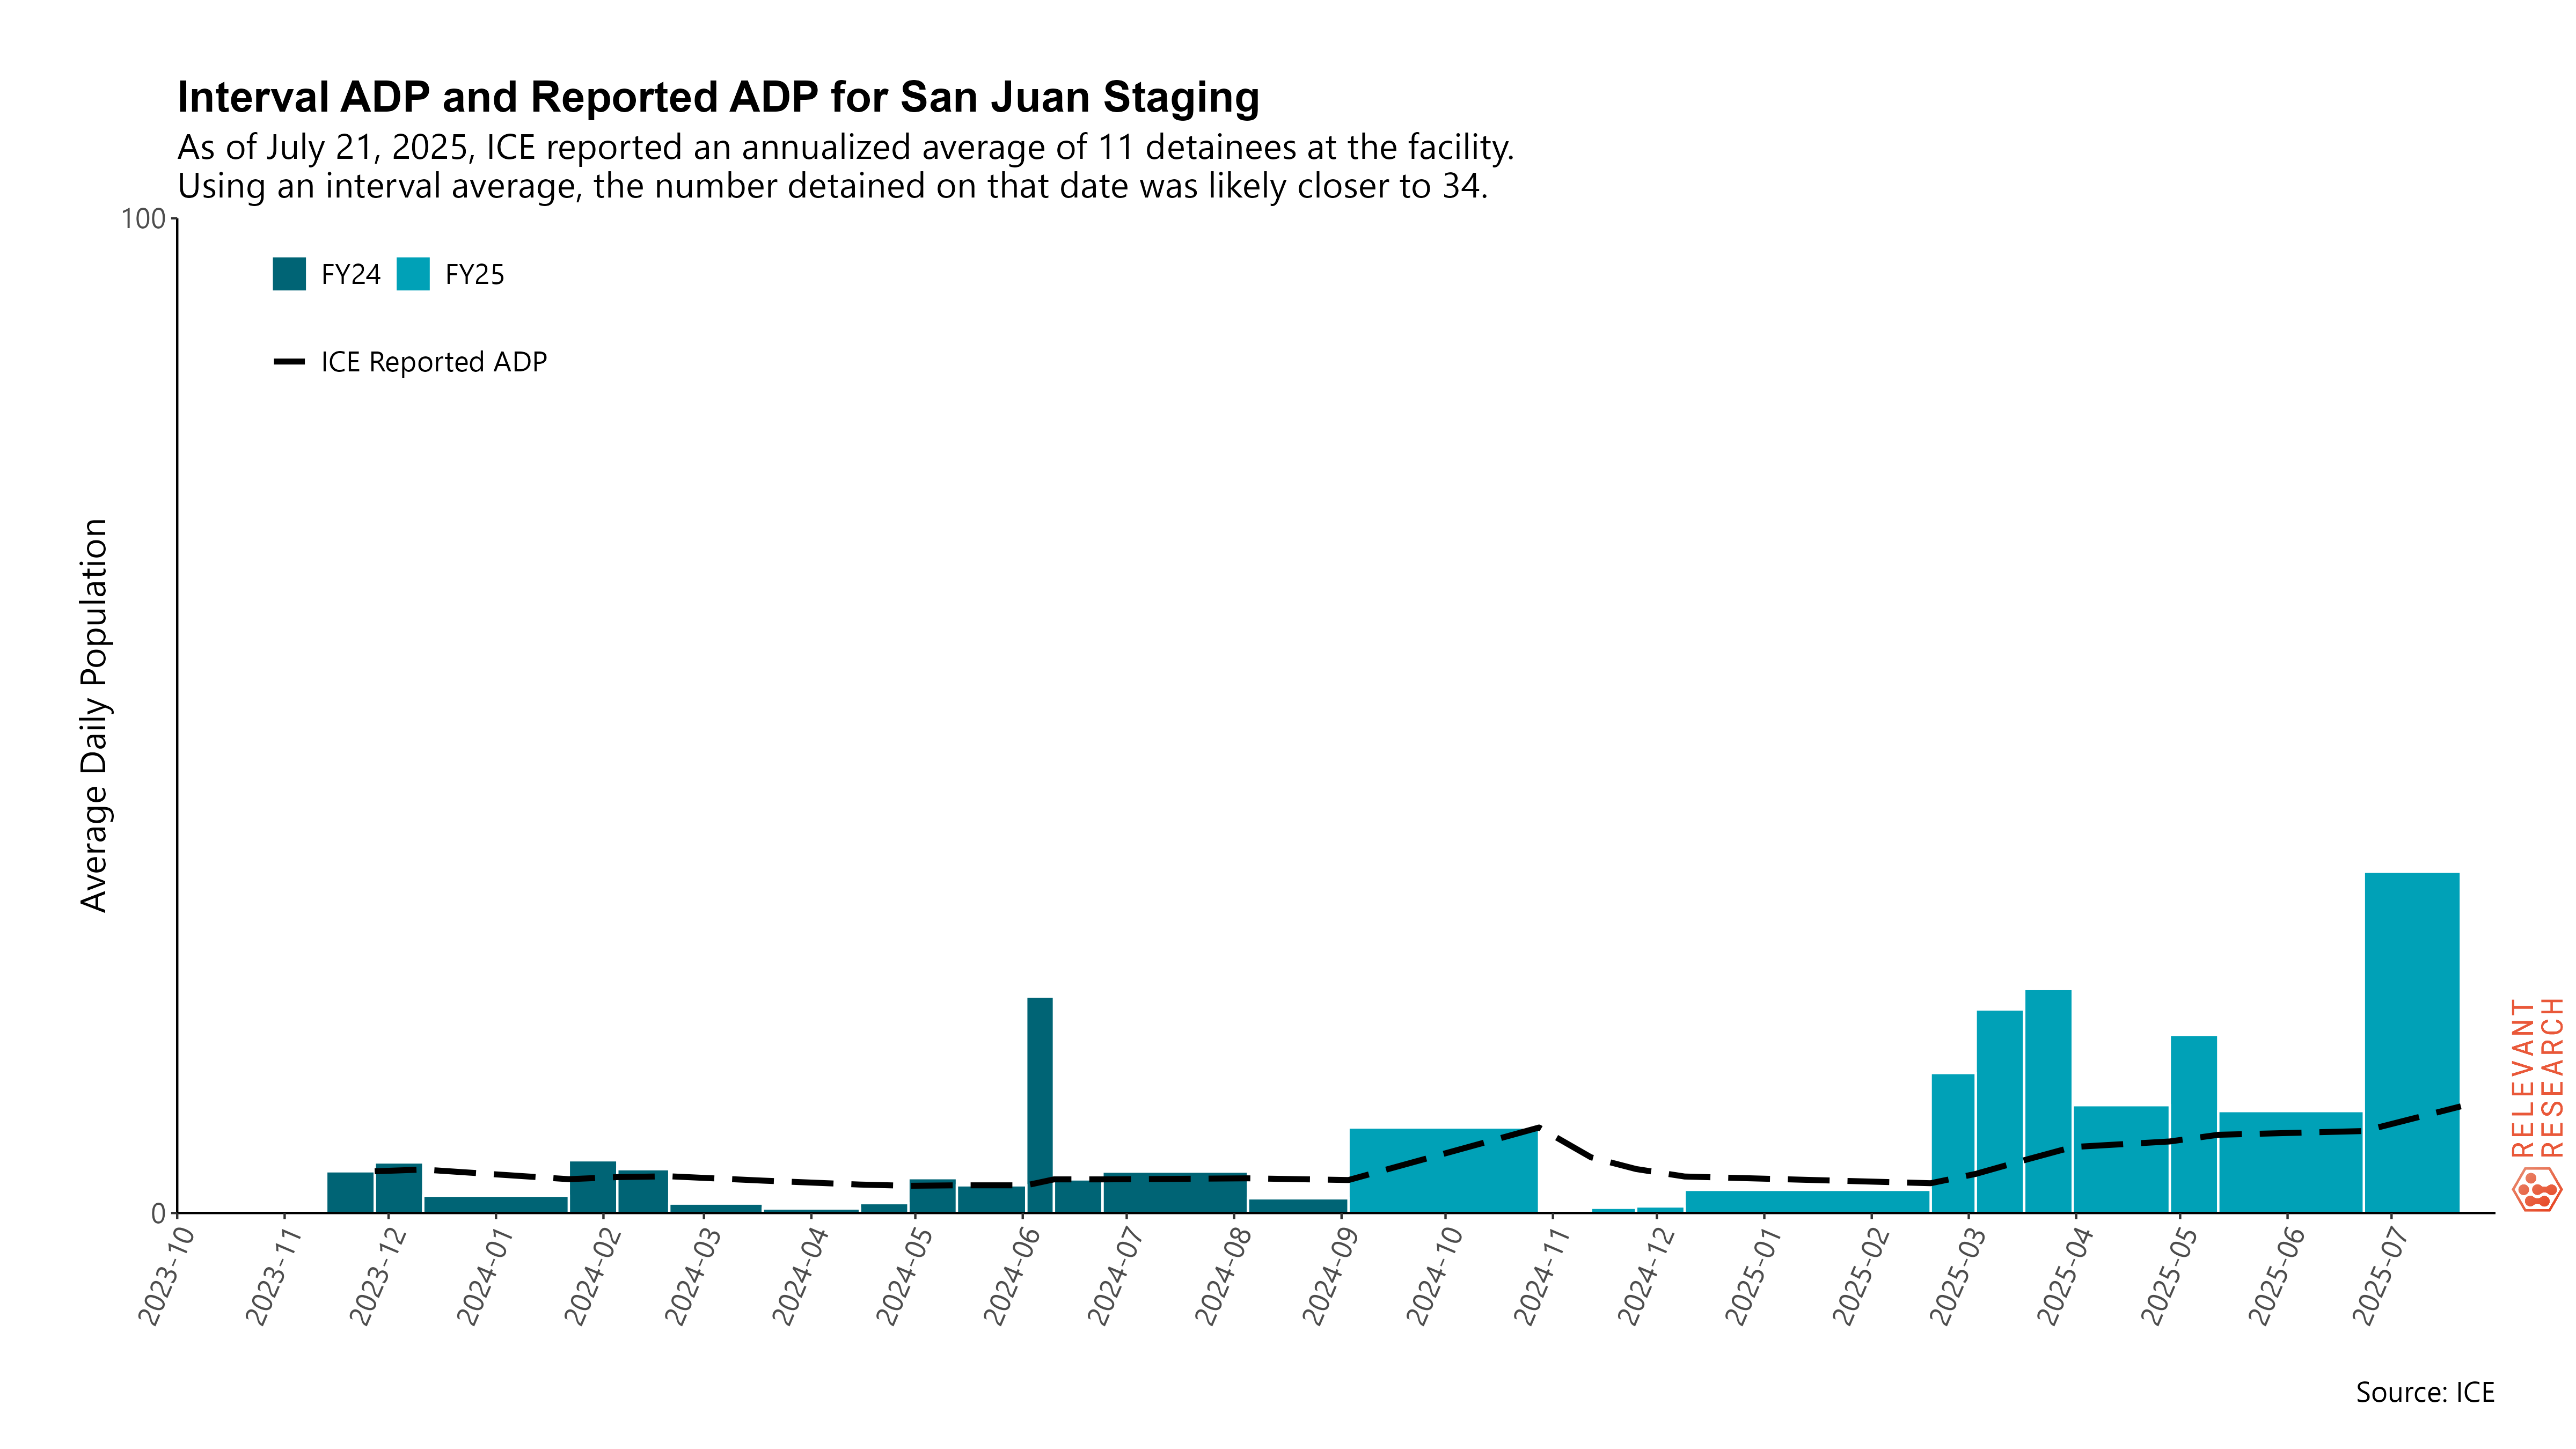 Interval ADP and Reported ADP for San Juan Staging
As of July 21, 2025, ICE reported an annualized average of 11 detainees at the facility.
Using an interval average, the number detained on that date was likely closer to 34.
100
FY24
FY25
ICE Reported ADP
Average Daily Population
0
2023-10
2023-11
2023-12
2024-01
2024-02
2024-03
2024-04
2024-05
2024-06
2024-07
2024-08
2024-09
2024-10
2024-11
2024-12
2025-01
2025-02
2025-03
2025-04
2025-05
2025-06
2025-07
RELEVANT
RESEARCH
Source: ICE